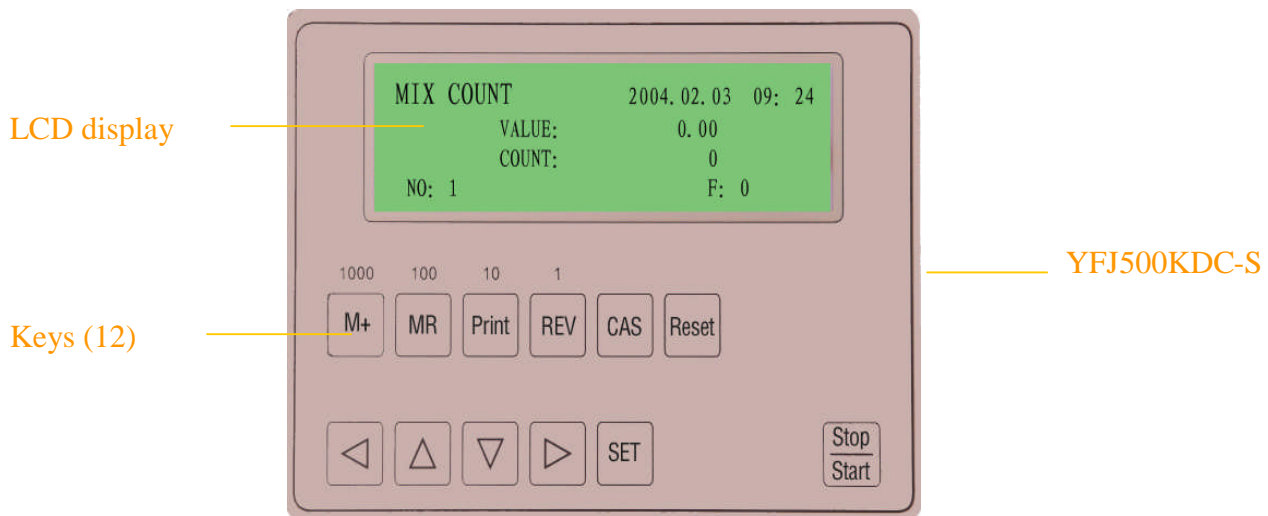 MIX COUNT 2004.02.03 09: 24
LCD display
VALUE: 0.00
COUNT: 0
NO: 1 F: 0
YFJ500KDC-S
1000 100 10 1
M+ MR Print REV CAS Reset
Keys (12)
SET
Stop
Start